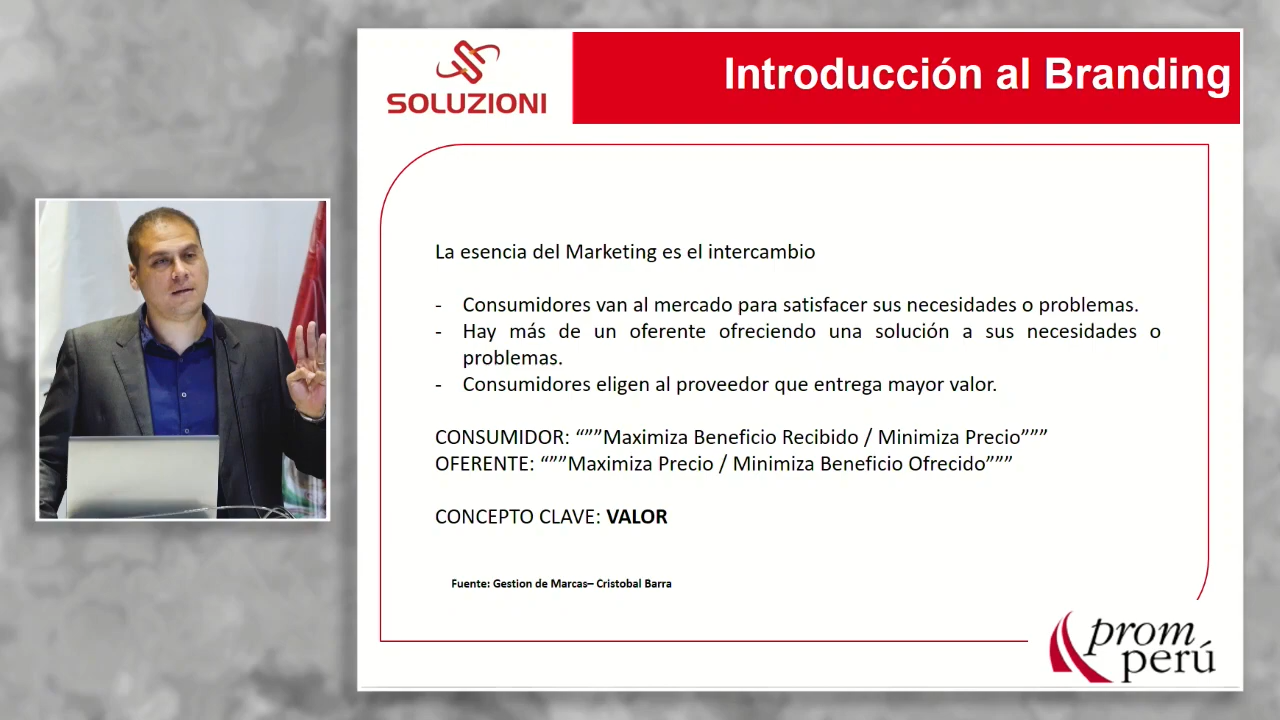 SOLUZIONI
Introducción al Branding
La esencia del Marketing es el intercambio
- Consumidores van al mercado para satisfacer sus necesidades o problemas.
- Hay más de un oferente ofreciendo una solución a sus necesidades o
problemas.
- Consumidores eligen al proveedor que entrega mayor valor.
CONSUMIDOR: “””Maximiza Beneficio Recibido / Minimiza Precio”””
OFERENTE: “””Maximiza Precio / Minimiza Beneficio Ofrecido”””
CONCEPTO CLAVE: VALOR
Fuente: Gestion de Marcas– Cristobal Barra
prom
perú